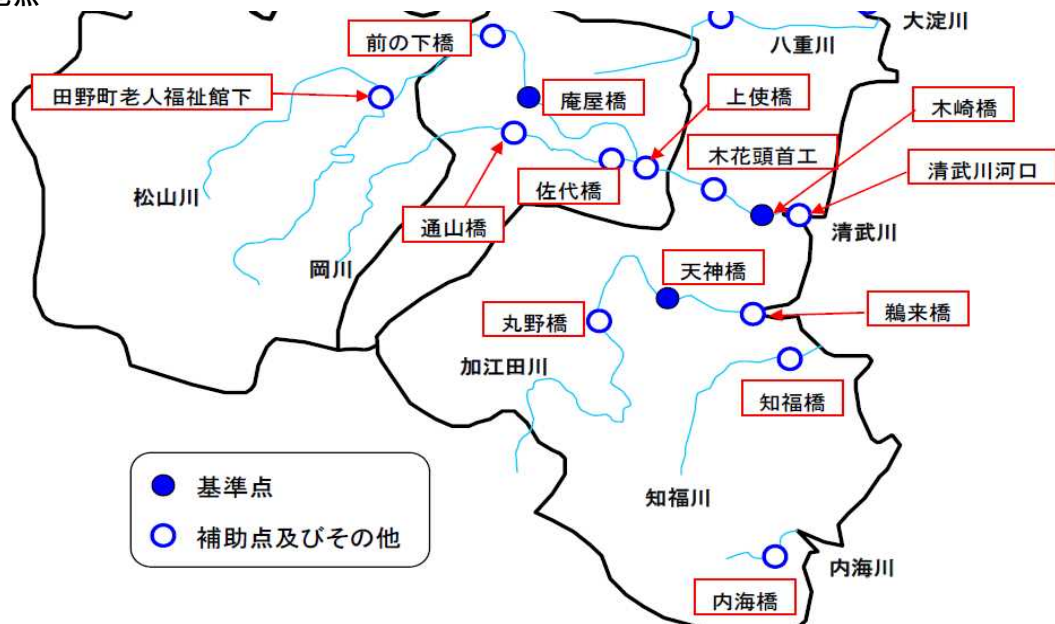 前の下橋
八重川
大淀川
田野町老人福祉館下
庵屋橋
上使橋
木崎橋
木花頭首工
清武川河口
松山川
佐代橋
通山橋
清武川
岡川
天神橋
丸野橋
鵜来橋
加江田川
知福橋
基準点
知福川
補助点及びその他
内海川
内海橋